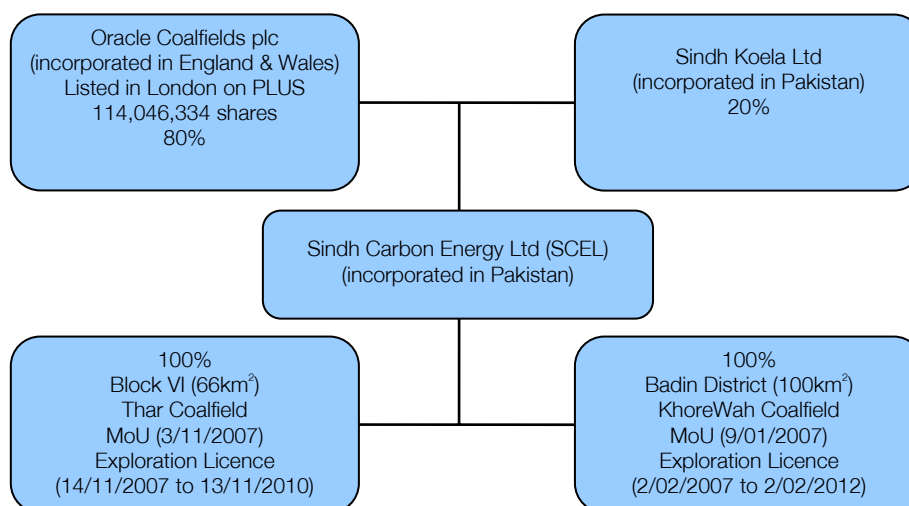 Oracle Coalfields plc
(incorporated in England & Wales)
Listed in London on PLUS
114,046,334 shares
80%
Sindh Koela Ltd
(incorporated in Pakistan)
20%
Sindh Carbon Energy Ltd (SCEL)
(incorporated in Pakistan)
100%
Block VI (66km²)
Thar Coalfield
MoU (3/11/2007)
Exploration Licence
(14/11/2007 to 13/11/2010)
100%
Badin District (100km²)
KhoreWah Coalfield
MoU (9/01/2007)
Exploration Licence
(2/02/2007 to 2/02/2012)